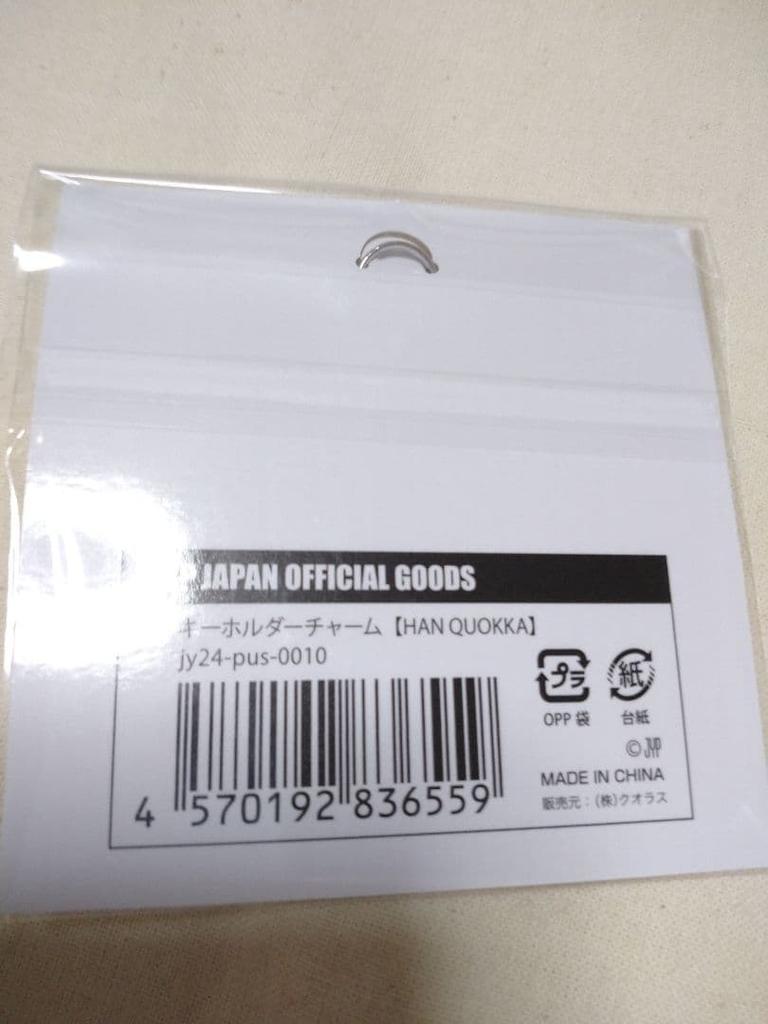 JAPAN OFFICIAL GOODS
キーホルダーチャーム【HAN QUOKKA】
jy24-pus-0010
4 570192 836559
プラ
OPP 袋
紙
台紙
©JYP
MADE IN CHINA
販売元：(株)クオラス